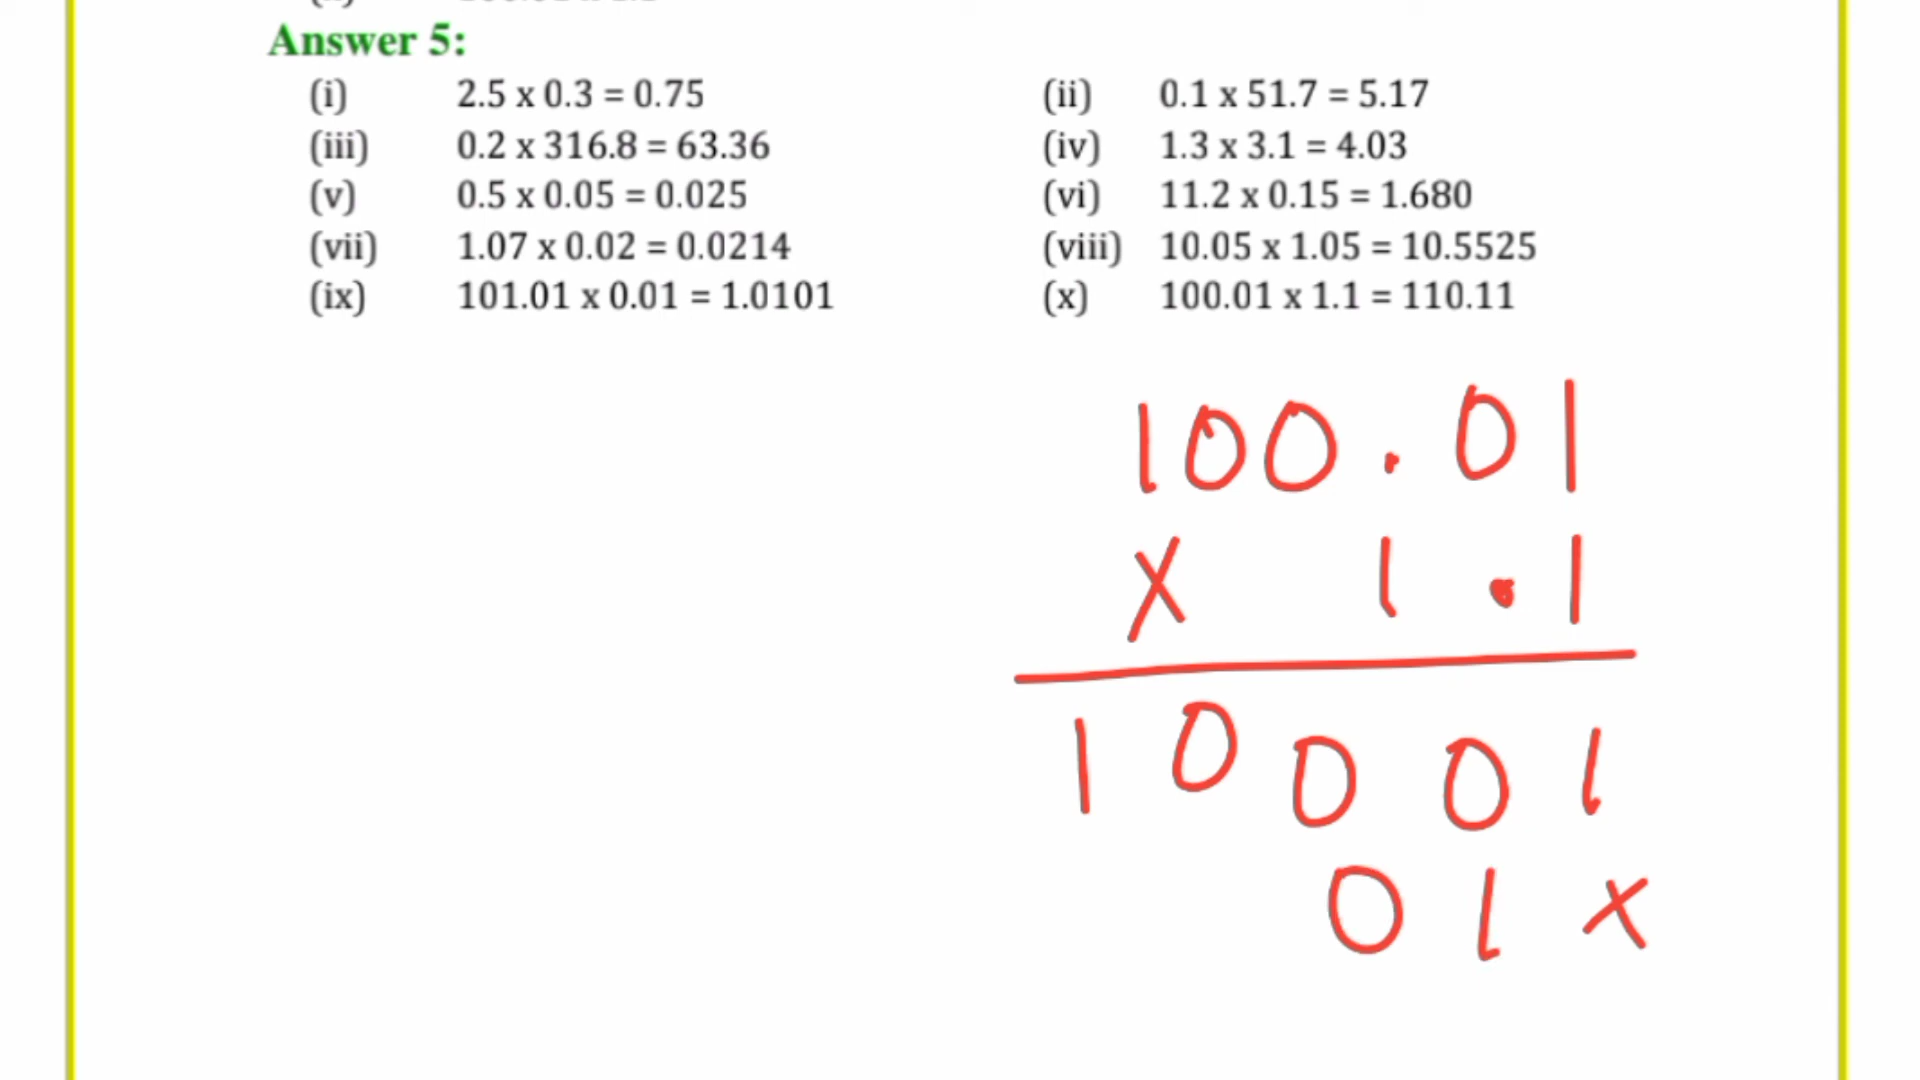 Answer 5:
(i) 2.5 x 0.3 = 0.75 (ii) 0.1 x 51.7 = 5.17
(iii) 0.2 x 316.8 = 63.36 (iv) 1.3 x 3.1 = 4.03
(v) 0.5 x 0.05 = 0.025 (vi) 11.2 x 0.15 = 1.680
(vii) 1.07 x 0.02 = 0.0214 (viii) 10.05 x 1.05 = 10.5525
(ix) 101.01 x 0.01 = 1.0101 (x) 100.01 x 1.1 = 110.11
100.01
x 1.1
10001
01x